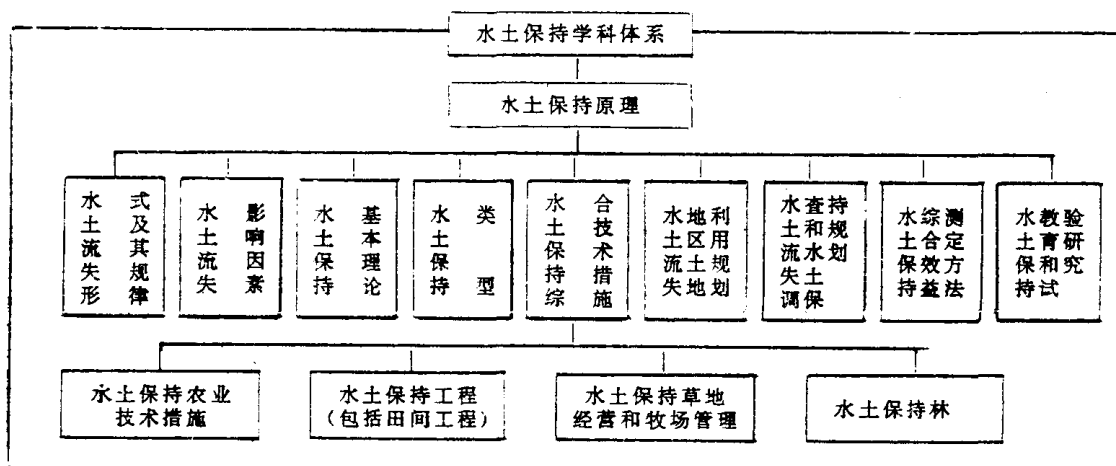 水土保持学科体系
水土保持原理
水土流失形
式及其规律
水土流失
影响因素
水土保持
基本理论
水土保持
类型
水土保持综
合技术措施
水土流失
地区土地
利用规划
水土流失调
查和水土保
持规划
水土保持
综合效益
测定方法
水土保持
教育和试
验研究
水土保持农业
技术措施
水土保持工程
(包括田间工程)
水土保持草地
经营和牧场管理
水土保持林